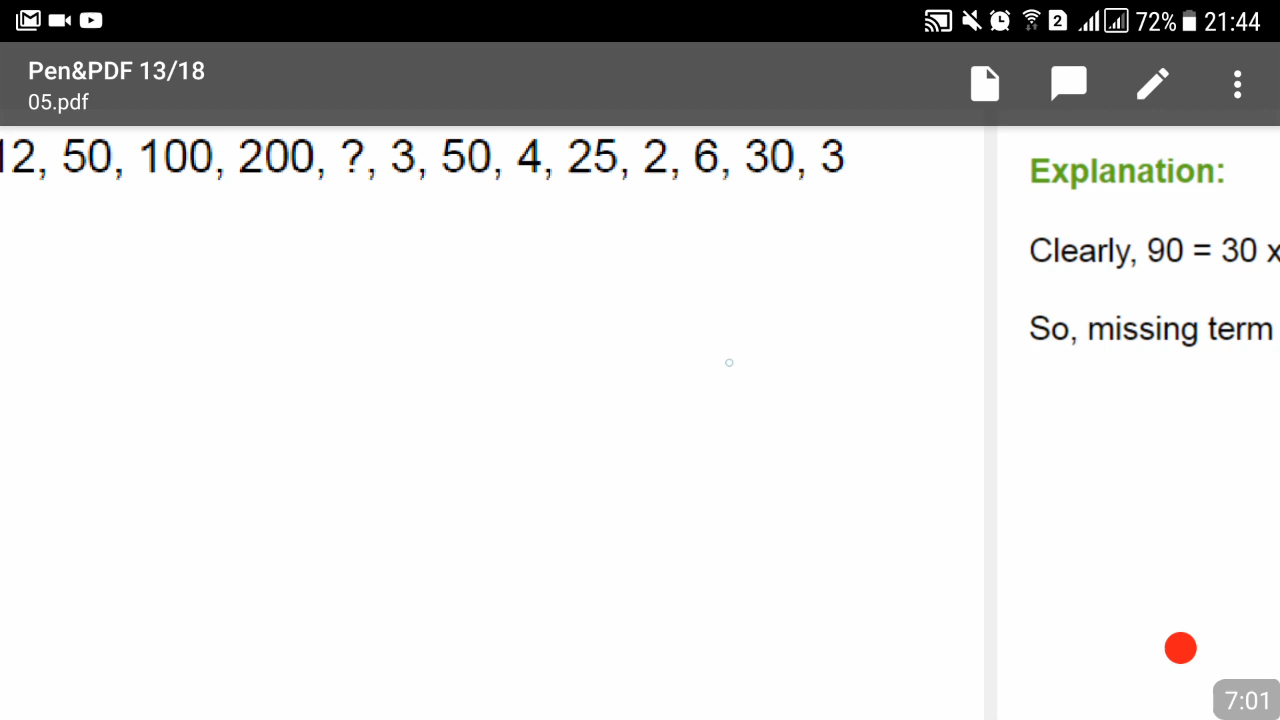 2 72% 21:44
Pen&PDF 13/18
05.pdf
12, 50, 100, 200, ?, 3, 50, 4, 25, 2, 6, 30, 3
Explanation:
Clearly, 90 = 30 x
So, missing term
7:01